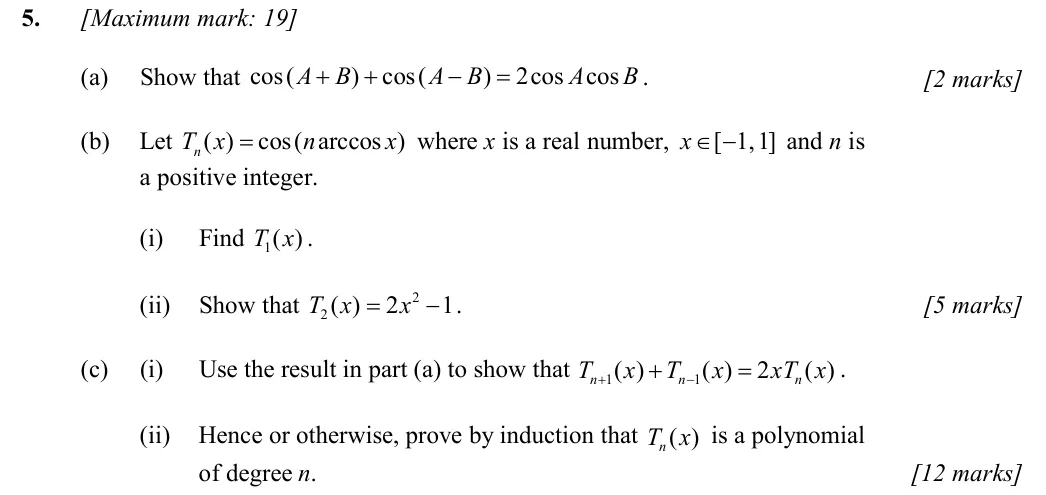 5. [Maximum mark: 19]
(a) Show that cos(A + B) + cos(A − B) = 2cos A cos B . [2 marks]
(b) Let Tₙ(x) = cos(n arccos x) where x is a real number, x ∈ [−1, 1] and n is
a positive integer.
(i) Find T₁(x) .
(ii) Show that T₂(x) = 2x² − 1 . [5 marks]
(c) (i) Use the result in part (a) to show that Tₙ₊₁(x) + Tₙ₋₁(x) = 2xTₙ(x) .
(ii) Hence or otherwise, prove by induction that Tₙ(x) is a polynomial
of degree n. [12 marks]